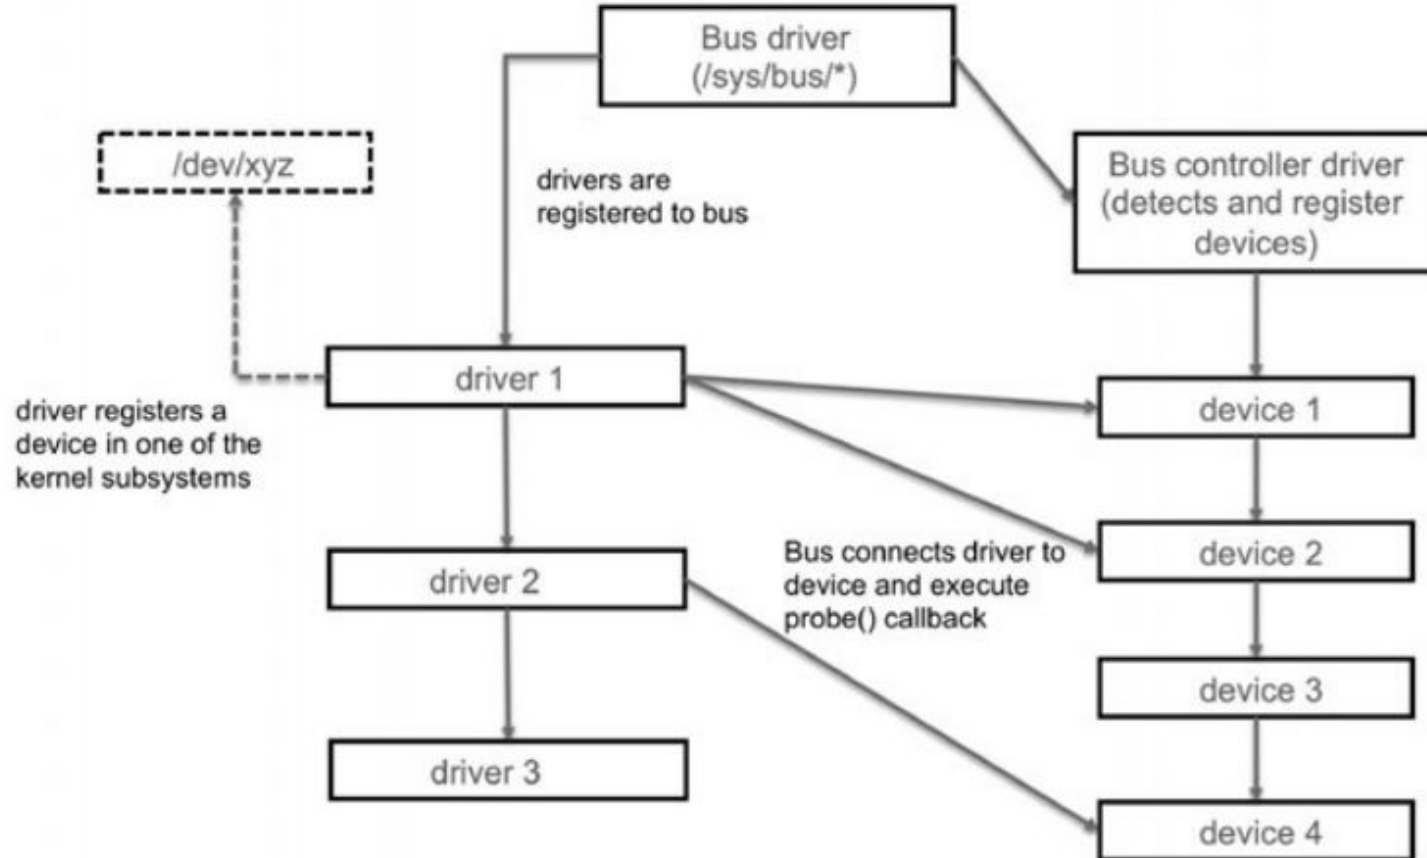 Bus driver
(/sys/bus/*)
/dev/xyz
drivers are
registered to bus
Bus controller driver
(detects and register
devices)
driver 1
driver registers a
device in one of the
kernel subsystems
device 1
driver 2
Bus connects driver to
device and execute
probe() callback
device 2
device 3
driver 3
device 4